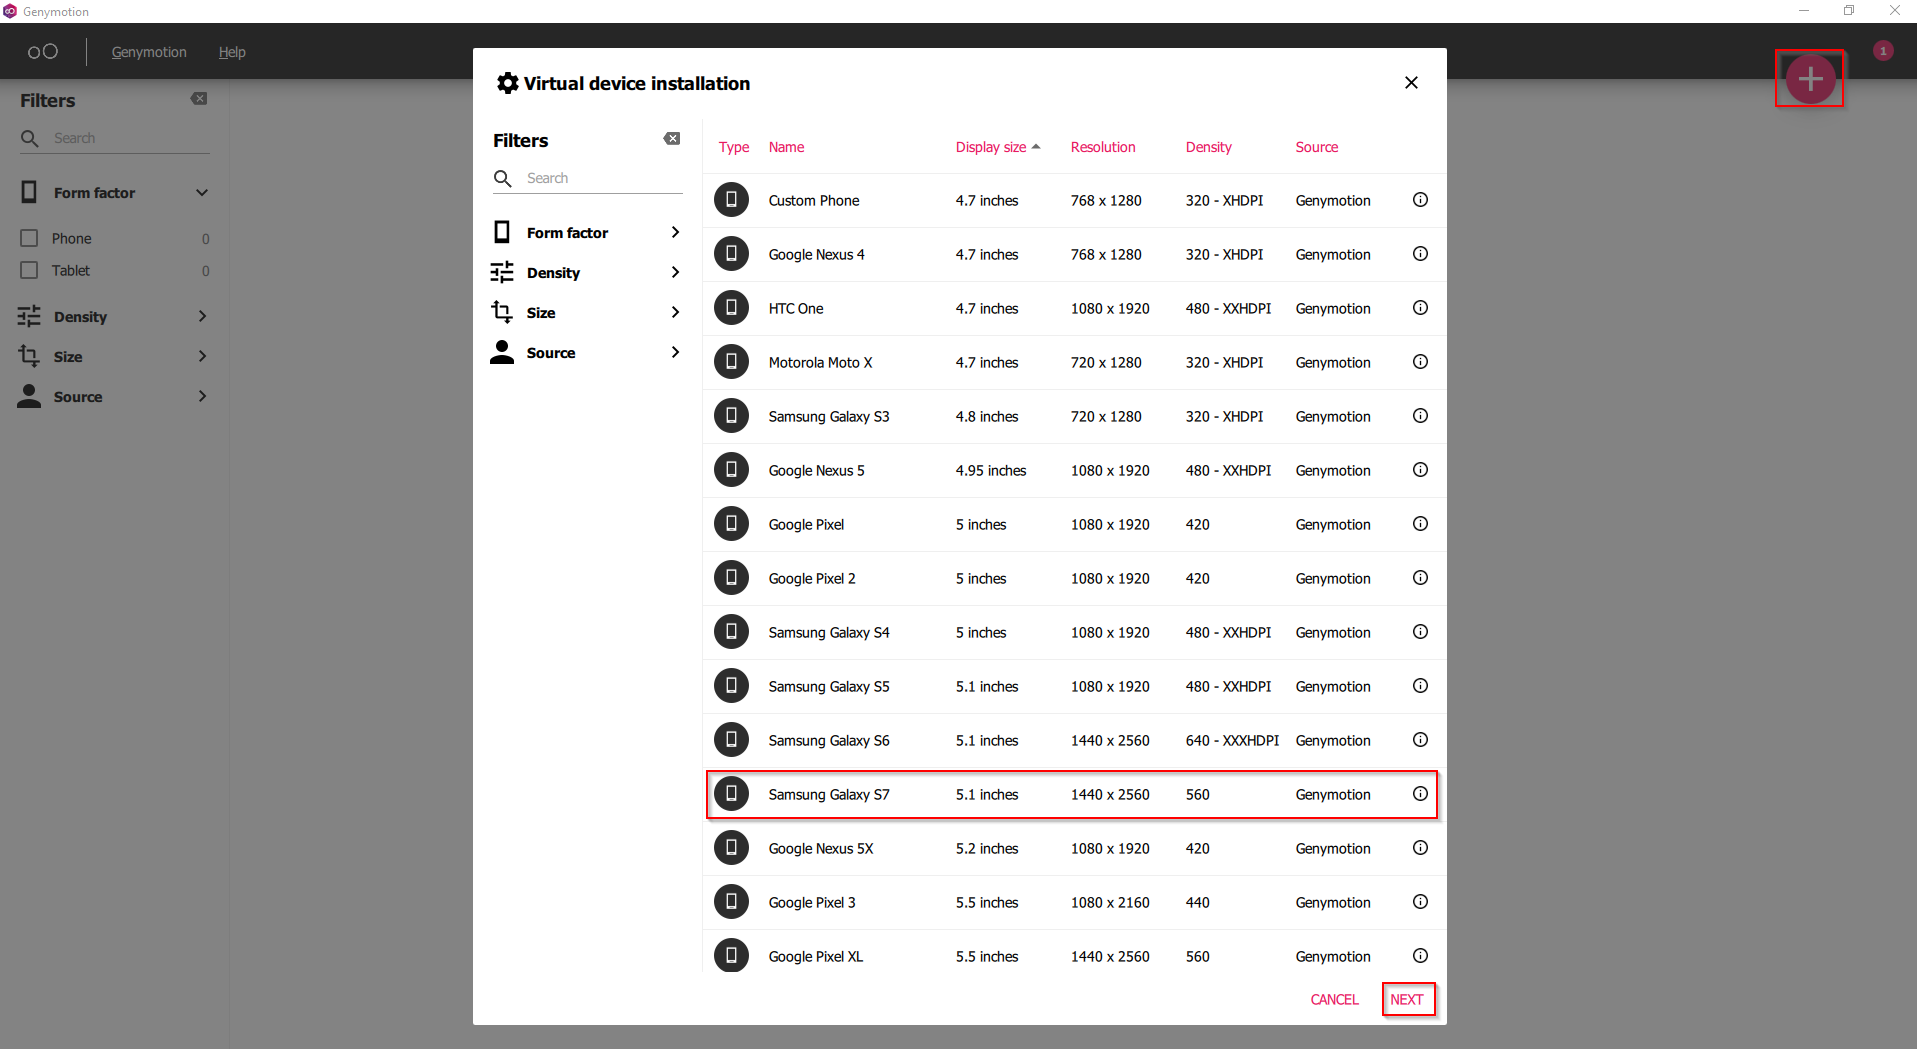 Genymotion
Genymotion Help
1
Filters
Search
Form factor
Phone 0
Tablet 0
Density
Size
Source
Virtual device installation
Filters
Search
Form factor
Density
Size
Source
Type Name Display size Resolution Density Source
Custom Phone 4.7 inches 768 x 1280 320 - XHDPI Genymotion
Google Nexus 4 4.7 inches 768 x 1280 320 - XHDPI Genymotion
HTC One 4.7 inches 1080 x 1920 480 - XXHDPI Genymotion
Motorola Moto X 4.7 inches 720 x 1280 320 - XHDPI Genymotion
Samsung Galaxy S3 4.8 inches 720 x 1280 320 - XHDPI Genymotion
Google Nexus 5 4.95 inches 1080 x 1920 480 - XXHDPI Genymotion
Google Pixel 5 inches 1080 x 1920 420 Genymotion
Google Pixel 2 5 inches 1080 x 1920 420 Genymotion
Samsung Galaxy S4 5 inches 1080 x 1920 480 - XXHDPI Genymotion
Samsung Galaxy S5 5.1 inches 1080 x 1920 480 - XXHDPI Genymotion
Samsung Galaxy S6 5.1 inches 1440 x 2560 640 - XXXHDPI Genymotion
Samsung Galaxy S7 5.1 inches 1440 x 2560 560 Genymotion
Google Nexus 5X 5.2 inches 1080 x 1920 420 Genymotion
Google Pixel 3 5.5 inches 1080 x 2160 440 Genymotion
Google Pixel XL 5.5 inches 1440 x 2560 560 Genymotion
CANCEL NEXT